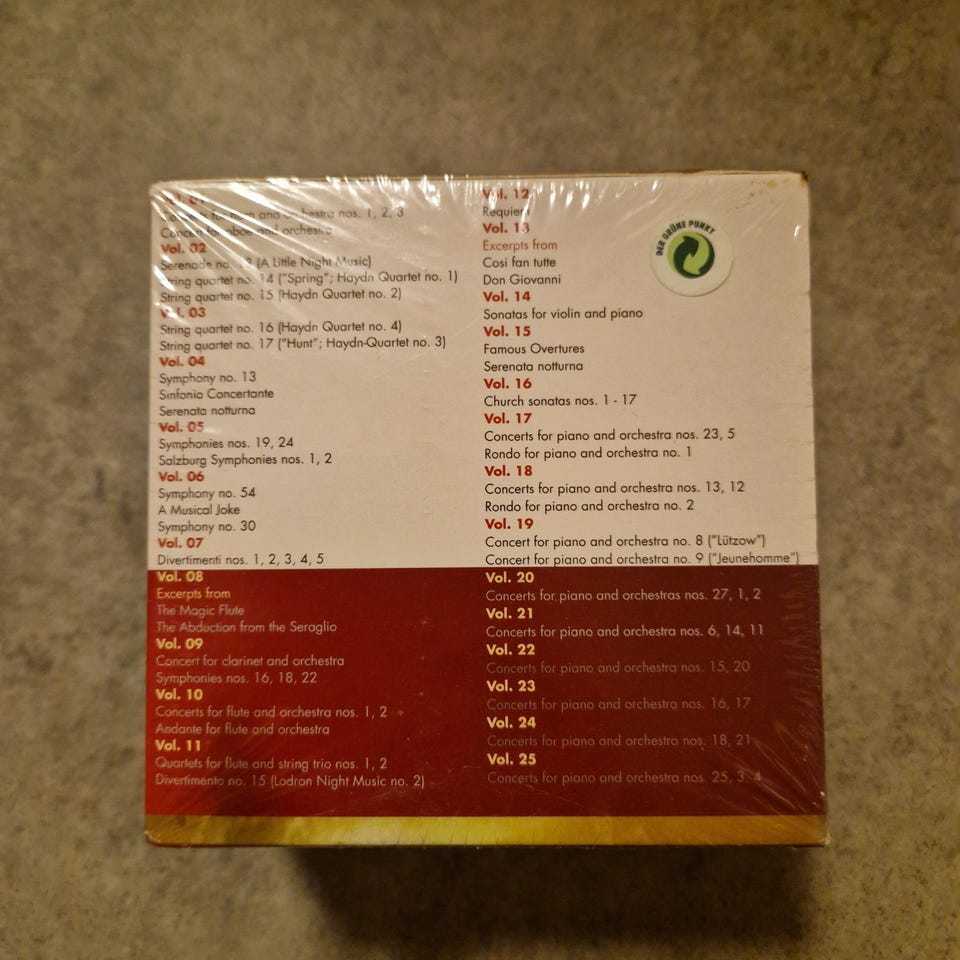 Vol. 01
Concerts for horn and orchestra nos. 1, 2, 3
Concert for oboe and orchestra
Vol. 02
Serenade no. 13 (A Little Night Music)
String quartet no. 14 ("Spring"; Haydn Quartet no. 1)
String quartet no. 15 (Haydn Quartet no. 2)
Vol. 03
String quartet no. 16 (Haydn Quartet no. 4)
String quartet no. 17 ("Hunt"; Haydn-Quartet no. 3)
Vol. 04
Symphony no. 13
Sinfonia Concertante
Serenata notturna
Vol. 05
Symphonies nos. 19, 24
Salzburg Symphonies nos. 1, 2
Vol. 06
Symphony no. 54
A Musical Joke
Symphony no. 30
Vol. 07
Divertimenti nos. 1, 2, 3, 4, 5
Vol. 08
Excerpts from
The Magic Flute
The Abduction from the Seraglio
Vol. 09
Concert for clarinet and orchestra
Symphonies nos. 16, 18, 22
Vol. 10
Concerts for flute and orchestra nos. 1, 2
Andante for flute and orchestra
Vol. 11
Quartets for flute and string trio nos. 1, 2
Divertimento no. 15 (Lodron Night Music no. 2)
Vol. 12
Requiem
Vol. 13
Excerpts from
Cosi fan tutte
Don Giovanni
Vol. 14
Sonatas for violin and piano
Vol. 15
Famous Overtures
Serenata notturna
Vol. 16
Church sonatas nos. 1 - 17
Vol. 17
Concerts for piano and orchestra nos. 23, 5
Rondo for piano and orchestra no. 1
Vol. 18
Concerts for piano and orchestra nos. 13, 12
Rondo for piano and orchestra no. 2
Vol. 19
Concert for piano and orchestra no. 8 ("Lützow")
Concert for piano and orchestra no. 9 ("Jeunehomme")
Vol. 20
Concerts for piano and orchestras nos. 27, 1, 2
Vol. 21
Concerts for piano and orchestra nos. 6, 14, 11
Vol. 22
Concerts for piano and orchestra nos. 15, 20
Vol. 23
Concerts for piano and orchestra nos. 16, 17
Vol. 24
Concerts for piano and orchestra nos. 18, 21
Vol. 25
Concerts for piano and orchestra nos. 25, 3, 4
DER GRÜNE PUNKT